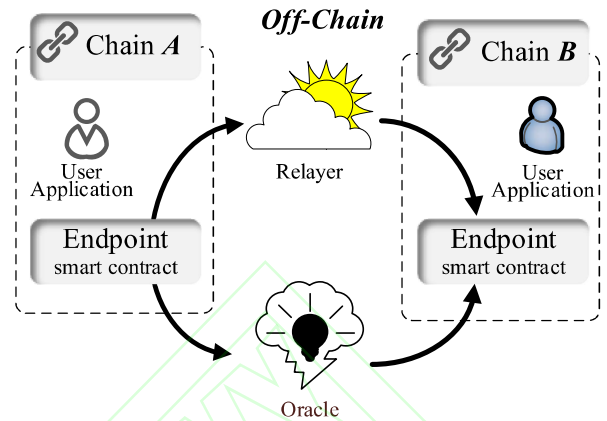 Off-Chain
Chain A
Chain B
User
Application
Relayer
User
Application
Endpoint
smart contract
Endpoint
smart contract
Oracle